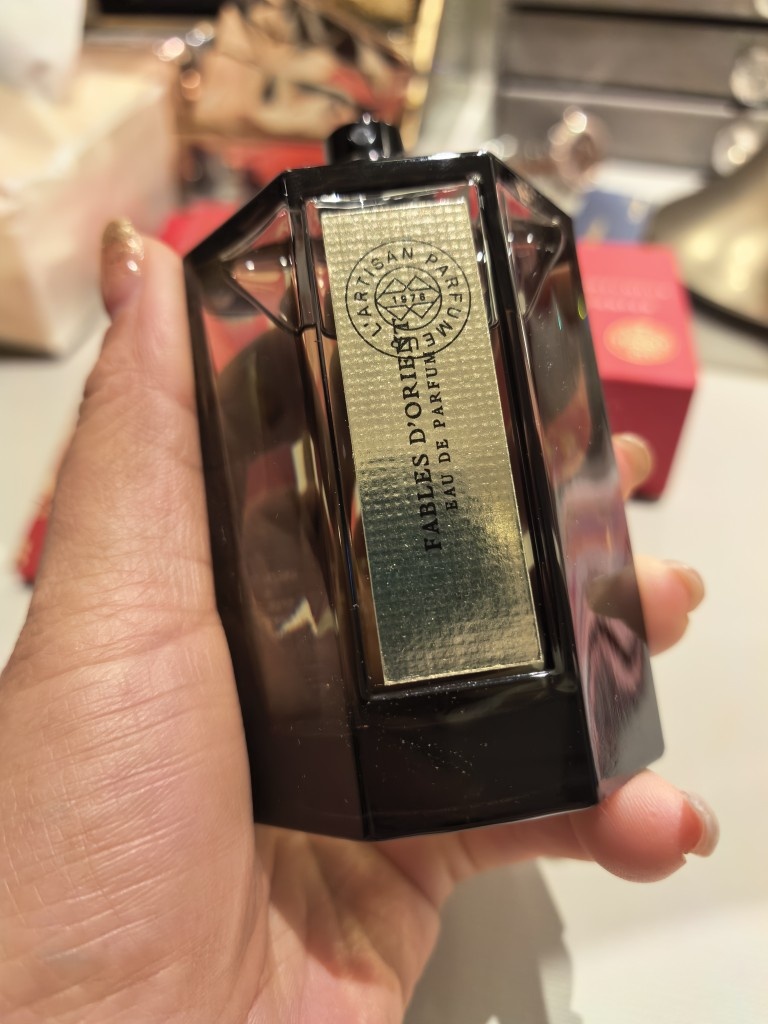 L'ARTISAN PARFUMEUR
1976
FABLES D'ORIENT
EAU DE PARFUM